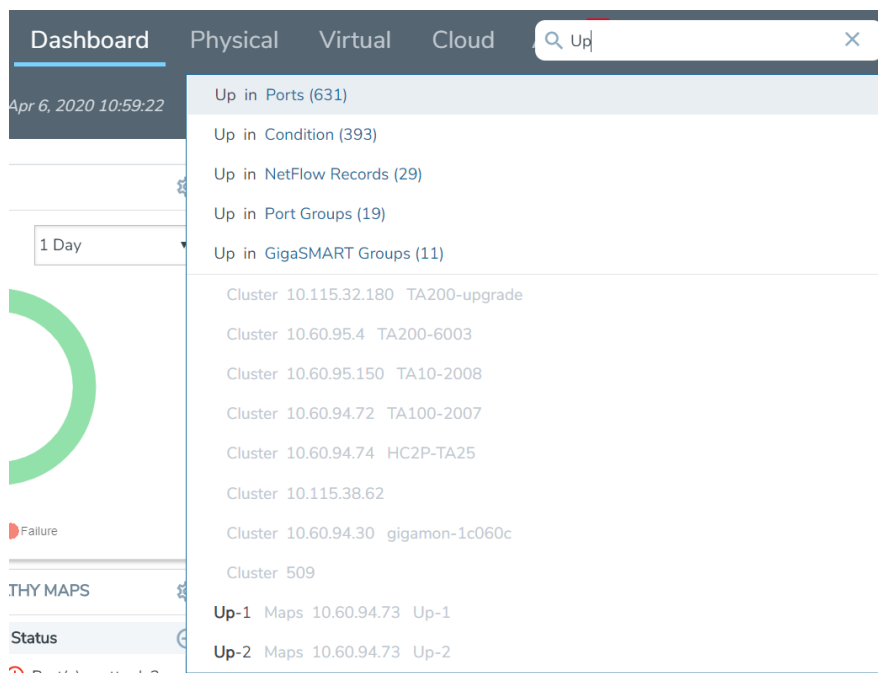 Dashboard Physical Virtual Cloud Up
Apr 6, 2020 10:59:22
Up in Ports (631)
Up in Condition (393)
Up in NetFlow Records (29)
1 Day
Up in Port Groups (19)
Up in GigaSMART Groups (11)
Cluster 10.115.32.180 TA200-upgrade
Cluster 10.60.95.4 TA200-6003
Cluster 10.60.95.150 TA10-2008
Cluster 10.60.94.72 TA100-2007
Cluster 10.60.94.74 HC2P-TA25
Cluster 10.115.38.62
Cluster 10.60.94.30 gigamon-1c060c
Cluster 509
Up-1 Maps 10.60.94.73 Up-1
Up-2 Maps 10.60.94.73 Up-2
Failure
THY MAPS
Status